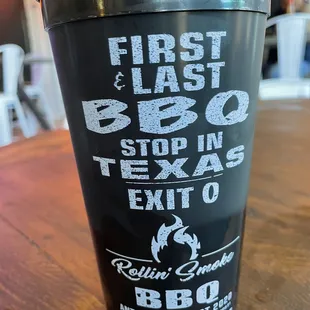 FIRST
& LAST
BBQ
STOP IN
TEXAS
EXIT 0
Rollin' Smoke
BBQ